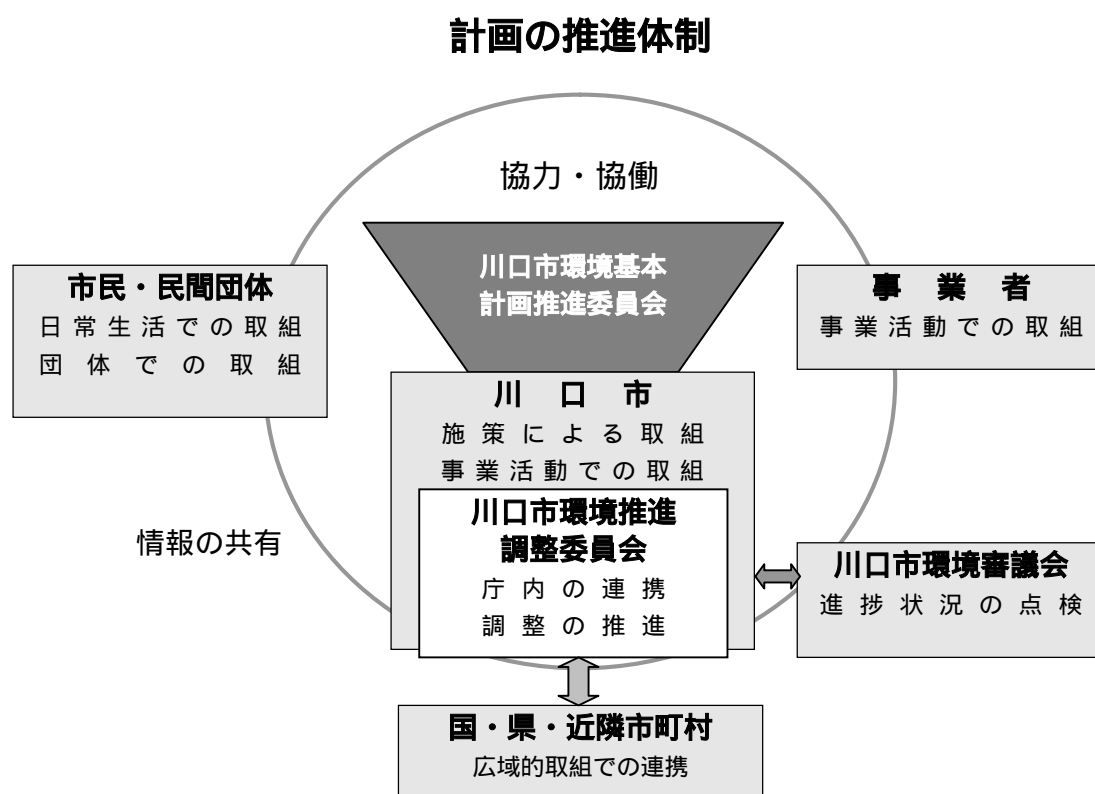 計画の推進体制
協力・協働
川口市環境基本
計画推進委員会
市民・民間団体
日常生活での取組
団体での取組
事業者
事業活動での取組
川口市
施策による取組
事業活動での取組
川口市環境推進
調整委員会
庁内の連携
調整の推進
情報の共有
川口市環境審議会
進捗状況の点検
国・県・近隣市町村
広域的取組での連携